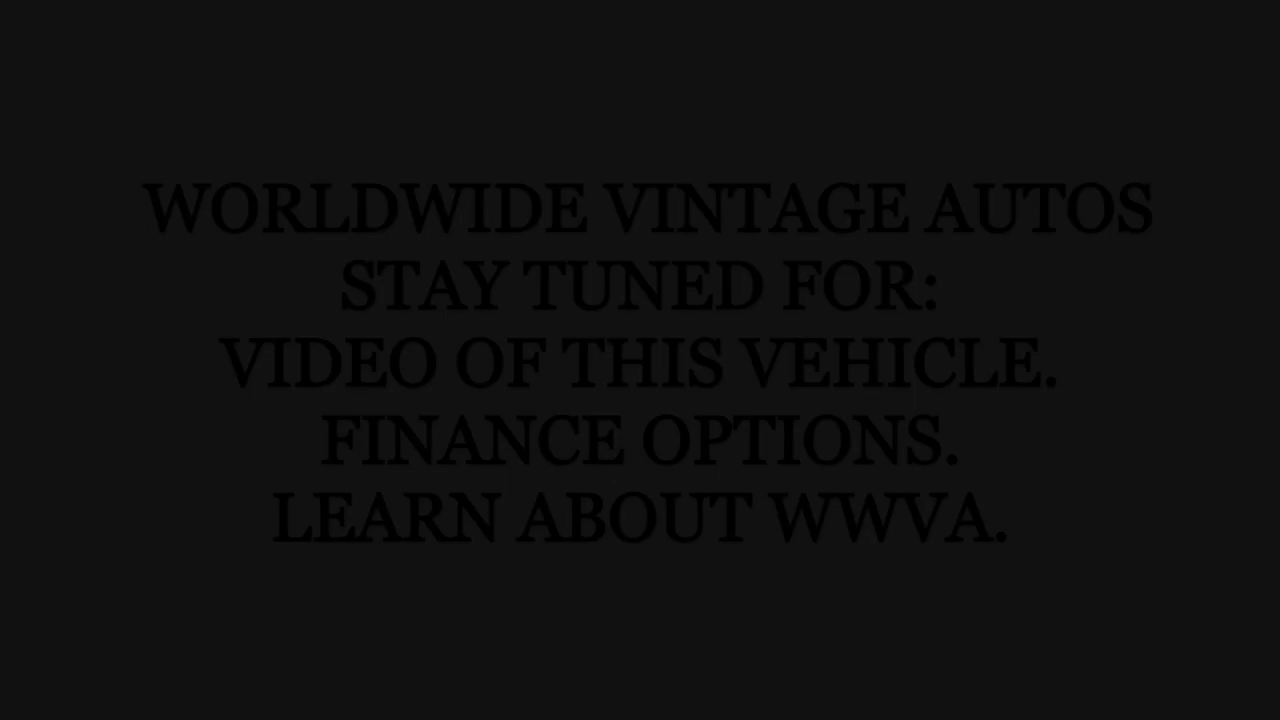 WORLDWIDE VINTAGE AUTOS
STAY TUNED FOR:
VIDEO OF THIS VEHICLE.
FINANCE OPTIONS.
LEARN ABOUT WWVA.